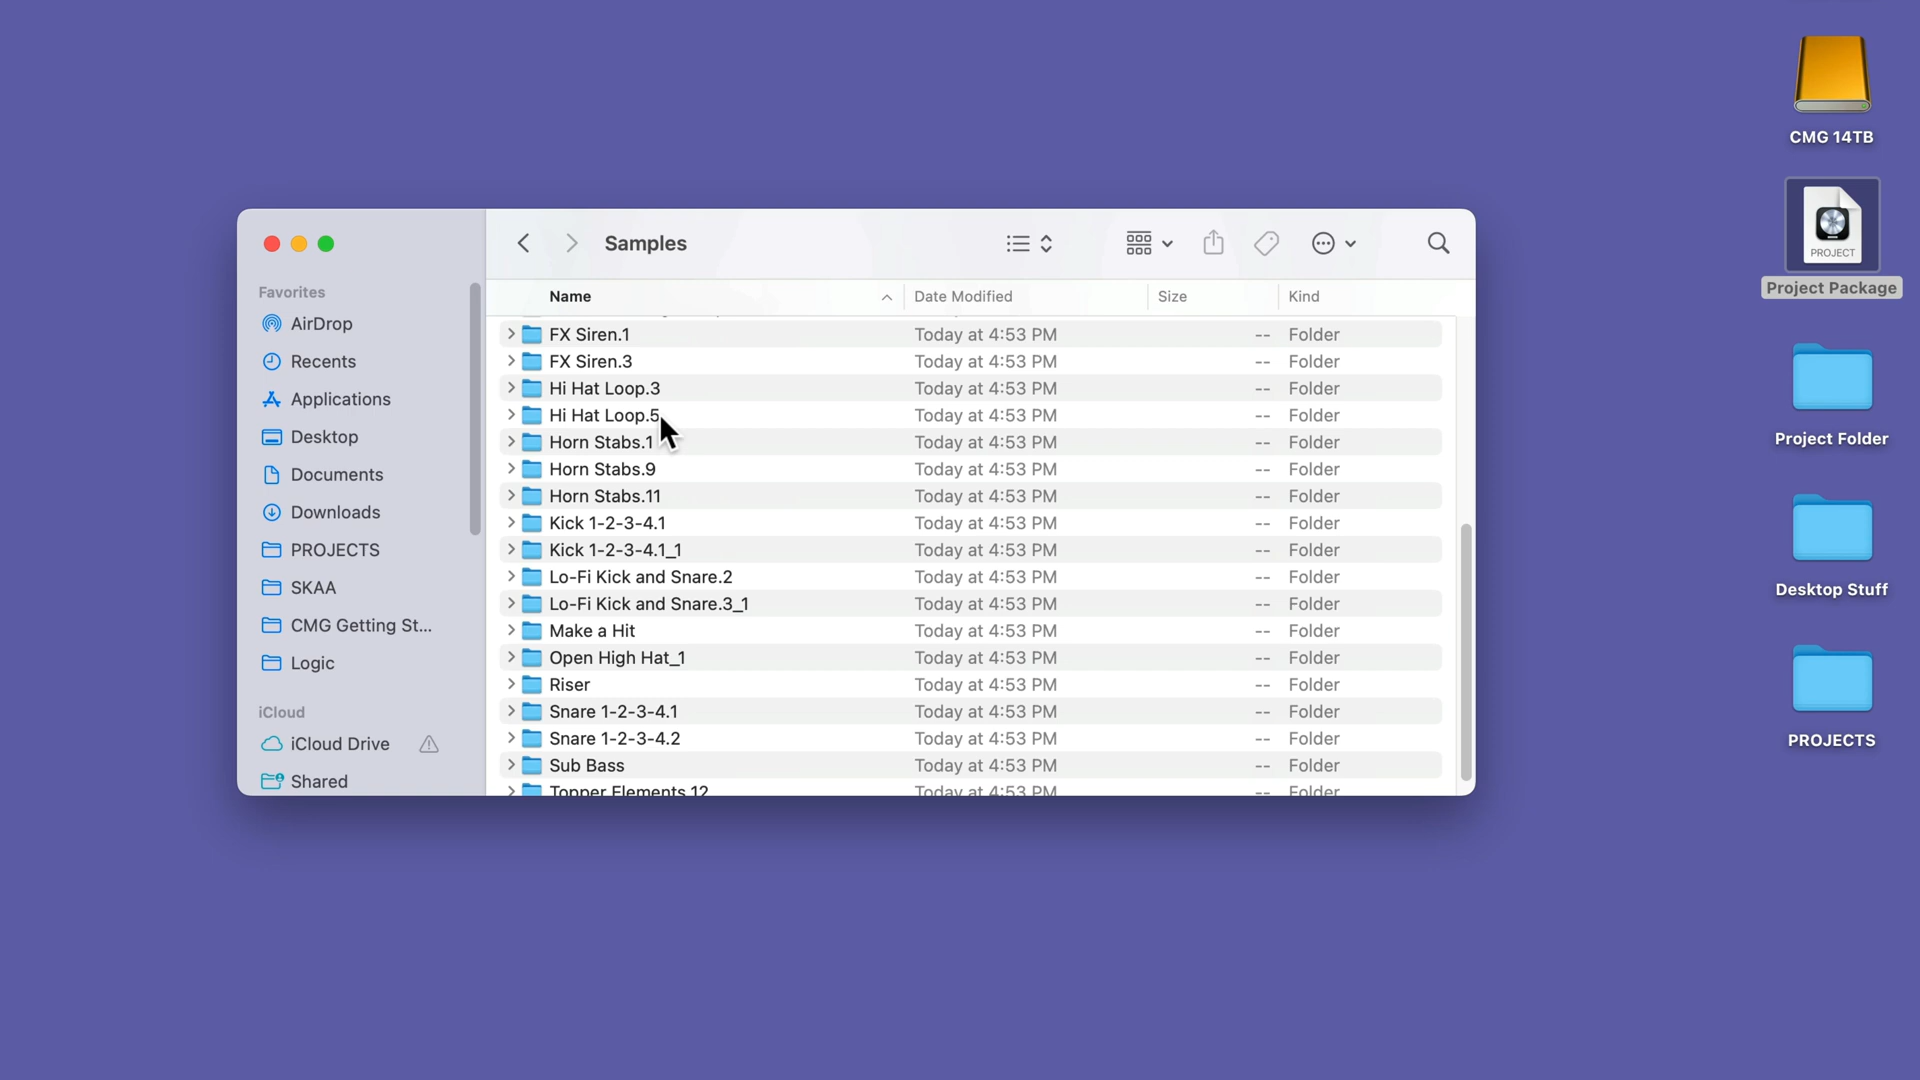 CMG 14TB
PROJECT
Project Package
Project Folder
Desktop Stuff
PROJECTS
Samples
Favorites
AirDrop
Recents
Applications
Desktop
Documents
Downloads
PROJECTS
SKAA
CMG Getting St...
Logic
iCloud
iCloud Drive
Shared
Name Date Modified Size Kind
FX Siren.1 Today at 4:53 PM -- Folder
FX Siren.3 Today at 4:53 PM -- Folder
Hi Hat Loop.3 Today at 4:53 PM -- Folder
Hi Hat Loop.5 Today at 4:53 PM -- Folder
Horn Stabs.1 Today at 4:53 PM -- Folder
Horn Stabs.9 Today at 4:53 PM -- Folder
Horn Stabs.11 Today at 4:53 PM -- Folder
Kick 1-2-3-4.1 Today at 4:53 PM -- Folder
Kick 1-2-3-4.1_1 Today at 4:53 PM -- Folder
Lo-Fi Kick and Snare.2 Today at 4:53 PM -- Folder
Lo-Fi Kick and Snare.3_1 Today at 4:53 PM -- Folder
Make a Hit Today at 4:53 PM -- Folder
Open High Hat_1 Today at 4:53 PM -- Folder
Riser Today at 4:53 PM -- Folder
Snare 1-2-3-4.1 Today at 4:53 PM -- Folder
Snare 1-2-3-4.2 Today at 4:53 PM -- Folder
Sub Bass Today at 4:53 PM -- Folder
Topper Elements.12 Today at 4:53 PM -- Folder